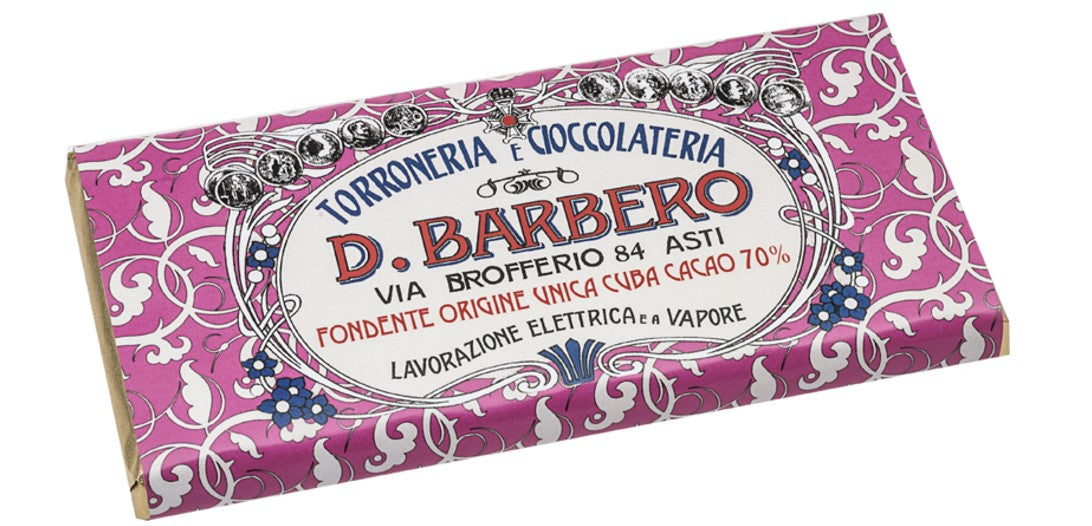 TORRONERIA E CIOCCOLATERIA
D. BARBERO
VIA BROFFERIO 84 ASTI
FONDENTE ORIGINE UNICA CUBA CACAO 70%
LAVORAZIONE ELETTRICA E A VAPORE